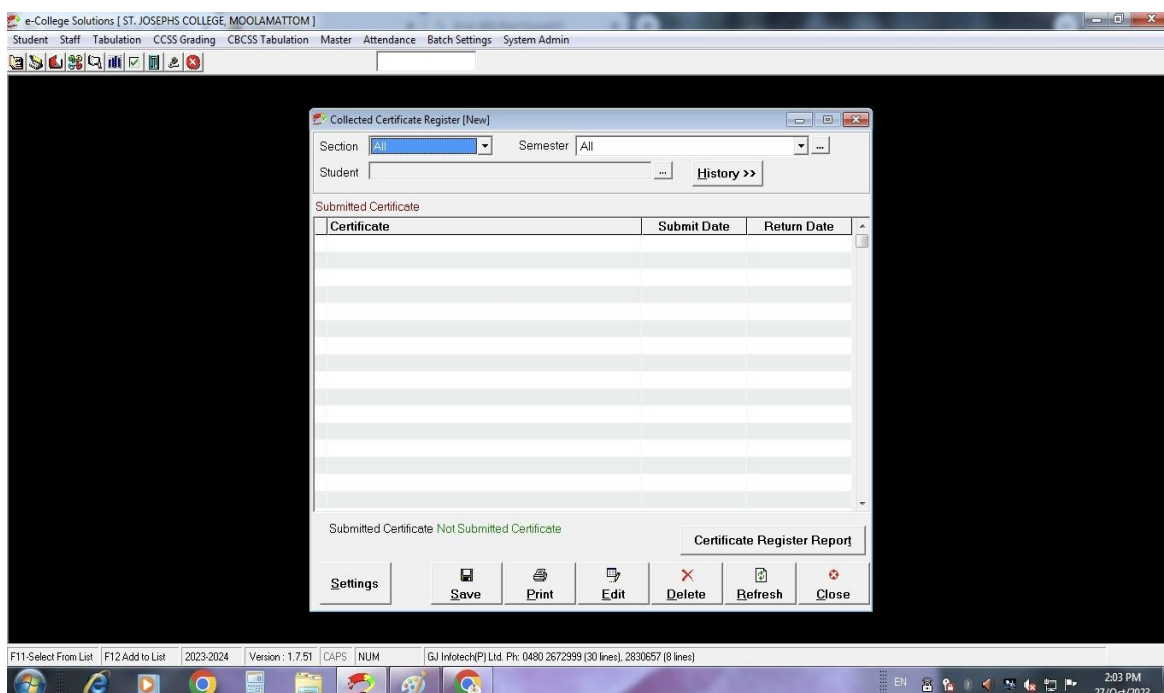 e-College Solutions [ ST. JOSEPHS COLLEGE, MOOLAMATTOM ]
Student Staff Tabulation CCSS Grading CBCSS Tabulation Master Attendance Batch Settings System Admin
Collected Certificate Register [New]
Section All Semester All ...
Student ... History >>
Submitted Certificate
Certificate Submit Date Return Date
Submitted Certificate Not Submitted Certificate
Certificate Register Report
Settings Save Print Edit Delete Refresh Close
F11-Select From List F12 Add to List 2023-2024 Version : 1.7.51 CAPS NUM GJ Infotech(P) Ltd. Ph: 0480 2672999 (30 lines), 2830657 (8 lines)
EN 2:03 PM